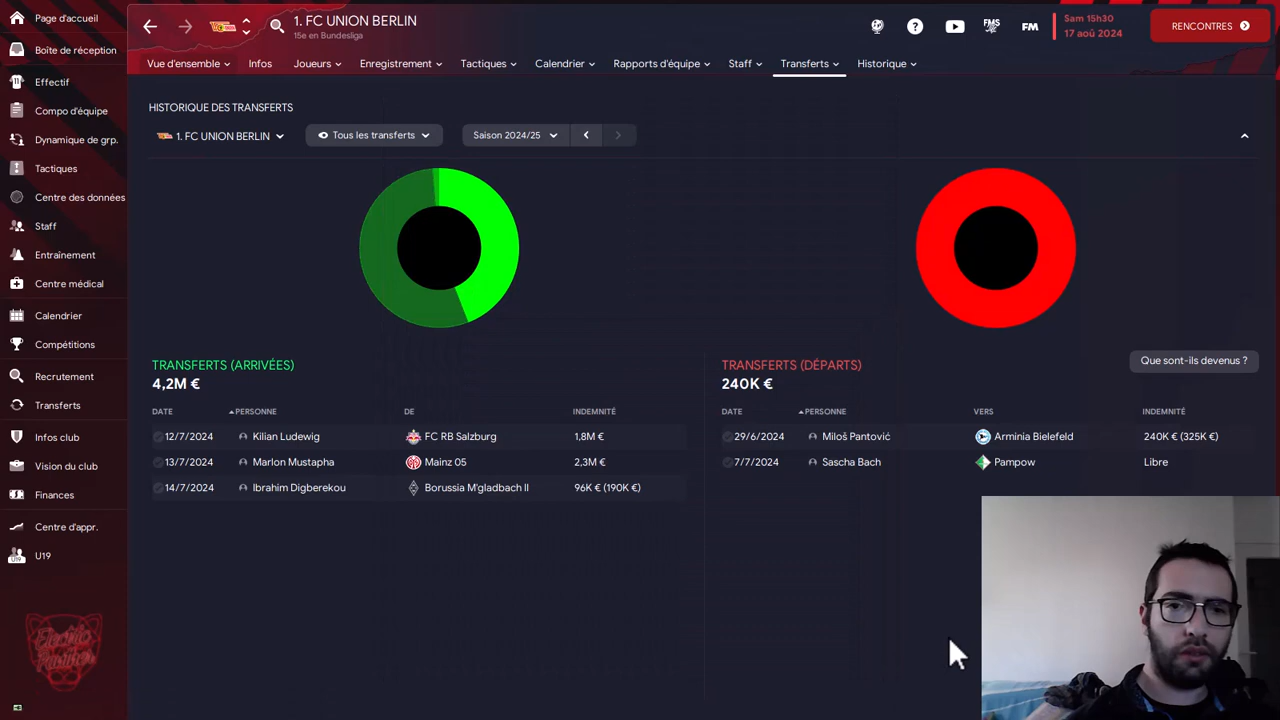 Page d'accueil
Boîte de réception
Effectif
Compo d'équipe
Dynamique de grp.
Tactiques
Centre des données
Staff
Entraînement
Centre médical
Calendrier
Compétitions
Recrutement
Transferts
Infos club
Vision du club
Finances
Centre d'appr.
U19
U19
Electric Panther
1. FC UNION BERLIN
15e en Bundesliga
FMS
FM
Sam 15h30
17 aoû 2024
RENCONTRES
Vue d'ensemble Infos Joueurs Enregistrement Tactiques Calendrier Rapports d'équipe Staff Transferts Historique
HISTORIQUE DES TRANSFERTS
1. FC UNION BERLIN Tous les transferts Saison 2024/25
TRANSFERTS (ARRIVÉES)
4,2M €
DATE PERSONNE DE INDEMNITÉ
12/7/2024 Kilian Ludwig FC RB Salzburg 1,8M €
13/7/2024 Marlon Mustapha Mainz 05 2,3M €
14/7/2024 Ibrahim Digberekou Borussia M'gladbach II 96K € (190K €)
TRANSFERTS (DÉPARTS)
Que sont-ils devenus ?
240K €
DATE PERSONNE VERS INDEMNITÉ
29/6/2024 Miloš Pantović Arminia Bielefeld 240K € (325K €)
7/7/2024 Sascha Bach Pampow Libre